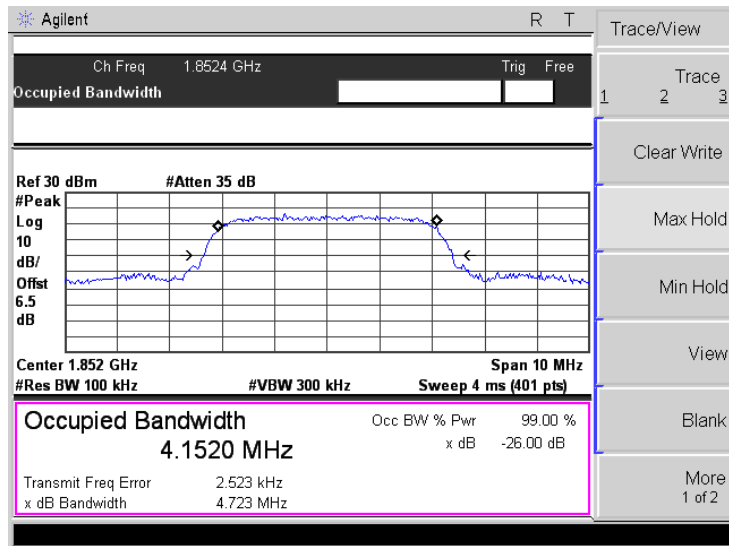 Agilent R T
Trace/View
Ch Freq 1.8524 GHz Trig Free
Occupied Bandwidth
Trace
1 2 3
Clear Write
Ref 30 dBm #Atten 35 dB
#Peak
Log
10
dB/
Offst
6.5
dB
Max Hold
Min Hold
View
Center 1.852 GHz Span 10 MHz
#Res BW 100 kHz #VBW 300 kHz Sweep 4 ms (401 pts)
Occupied Bandwidth Occ BW % Pwr 99.00 %
4.1520 MHz x dB -26.00 dB
Blank
Transmit Freq Error 2.523 kHz
x dB Bandwidth 4.723 MHz
More
1 of 2